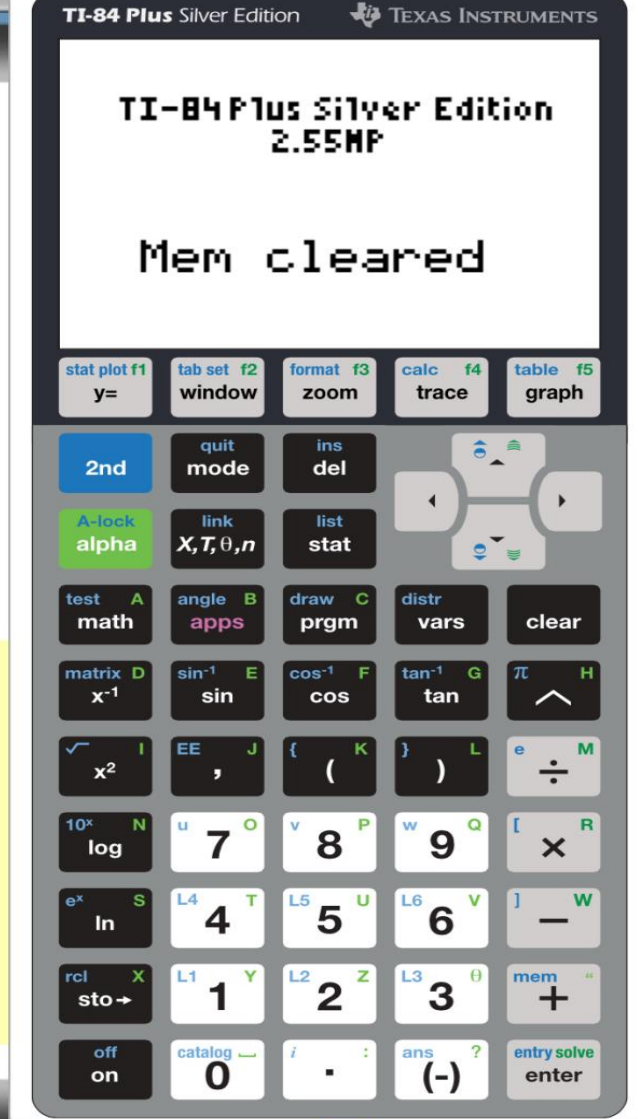 TI-84 Plus Silver Edition TEXAS INSTRUMENTS
TI-84 Plus Silver Edition
2.55MP
Mem cleared
stat plot f1 tab set f2 format f3 calc f4 table f5
y= window zoom trace graph
quit ins
2nd mode del
A-lock link list
alpha X,T,θ,n stat
test A angle B draw C distr
math apps prgm vars clear
matrix D sin-1 E cos-1 F tan-1 G π H
x-1 sin cos tan ^
√ I EE J { K } L e M
x2 , ( ) ÷
10x N u O v P w Q [ R
log 7 8 9 ×
ex S L4 T L5 U L6 V ] W
ln 4 5 6 −
rcl X L1 Y L2 Z L3 θ mem "
sto→ 1 2 3 +
off catalog i : ans ? entry solve
on 0 . (-) enter